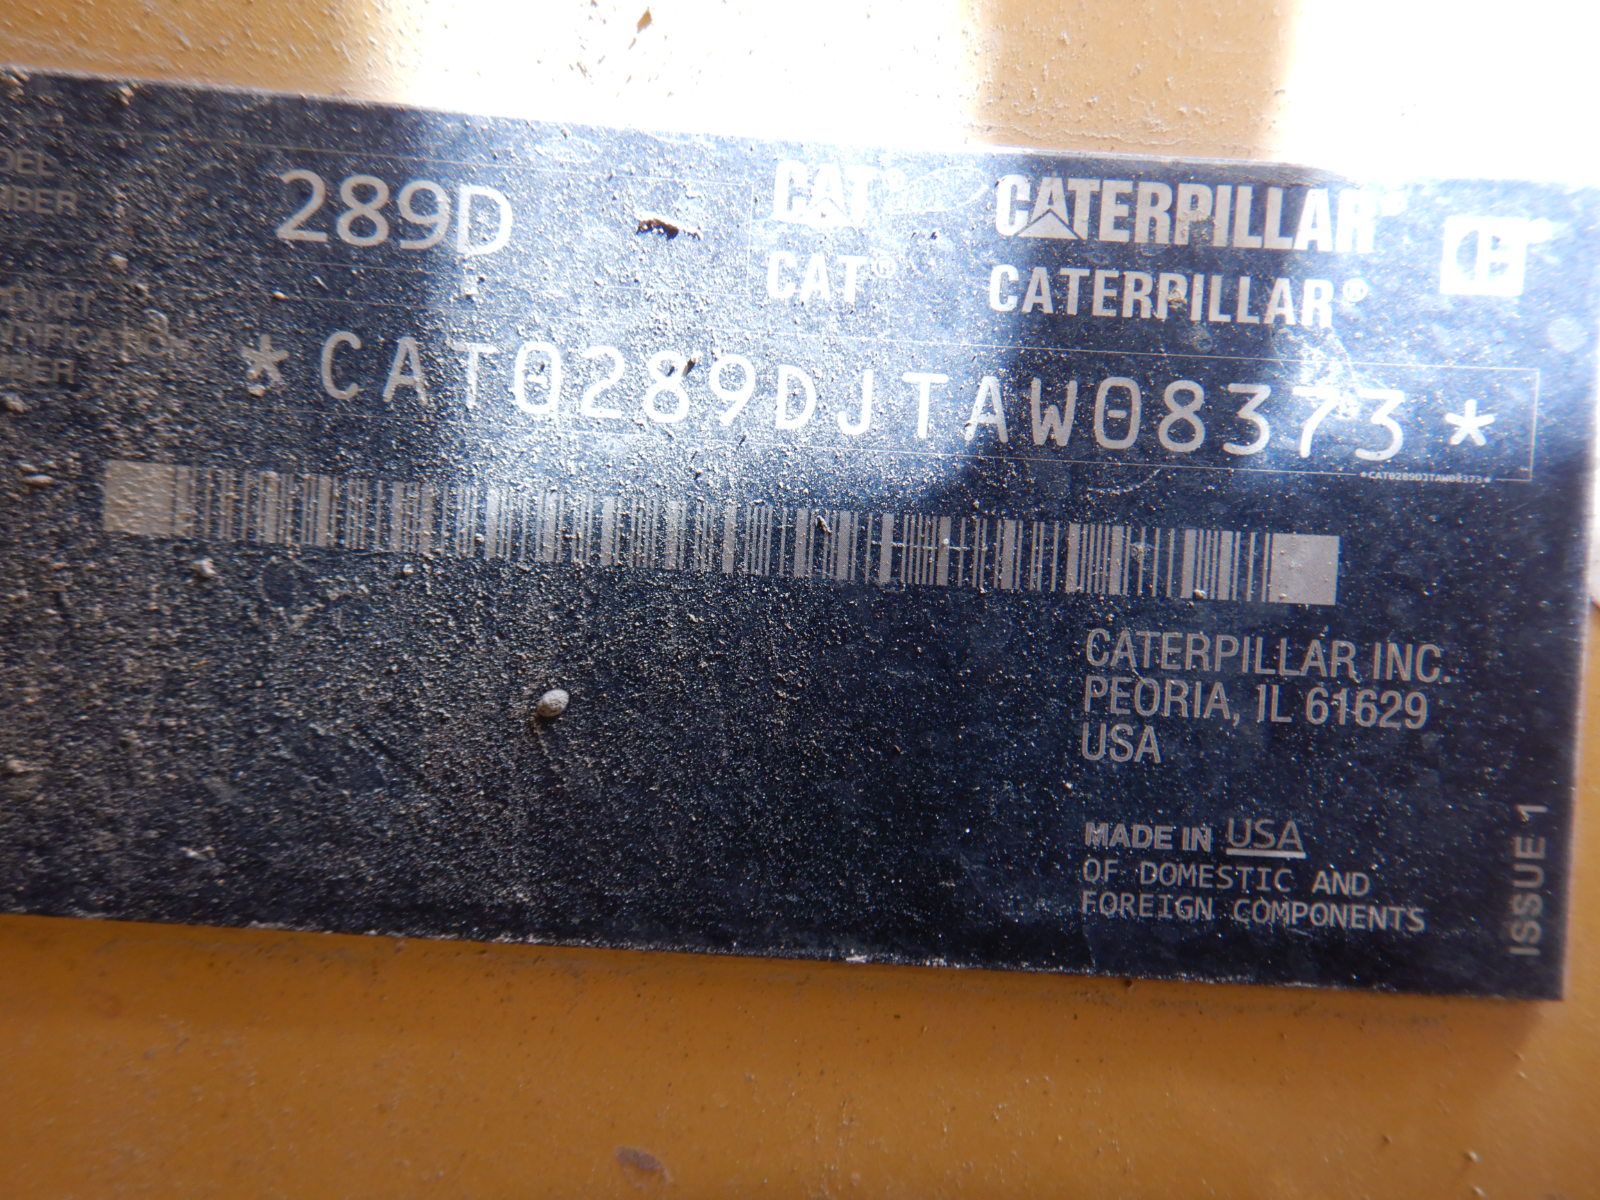 289D
CAT® CATERPILLAR®
CAT® CATERPILLAR®
*CAT0289DJTAW08373*
*CAT0289DJTAW08373*
CATERPILLAR INC.
PEORIA, IL 61629
USA
MADE IN USA
OF DOMESTIC AND
FOREIGN COMPONENTS
ISSUE 1